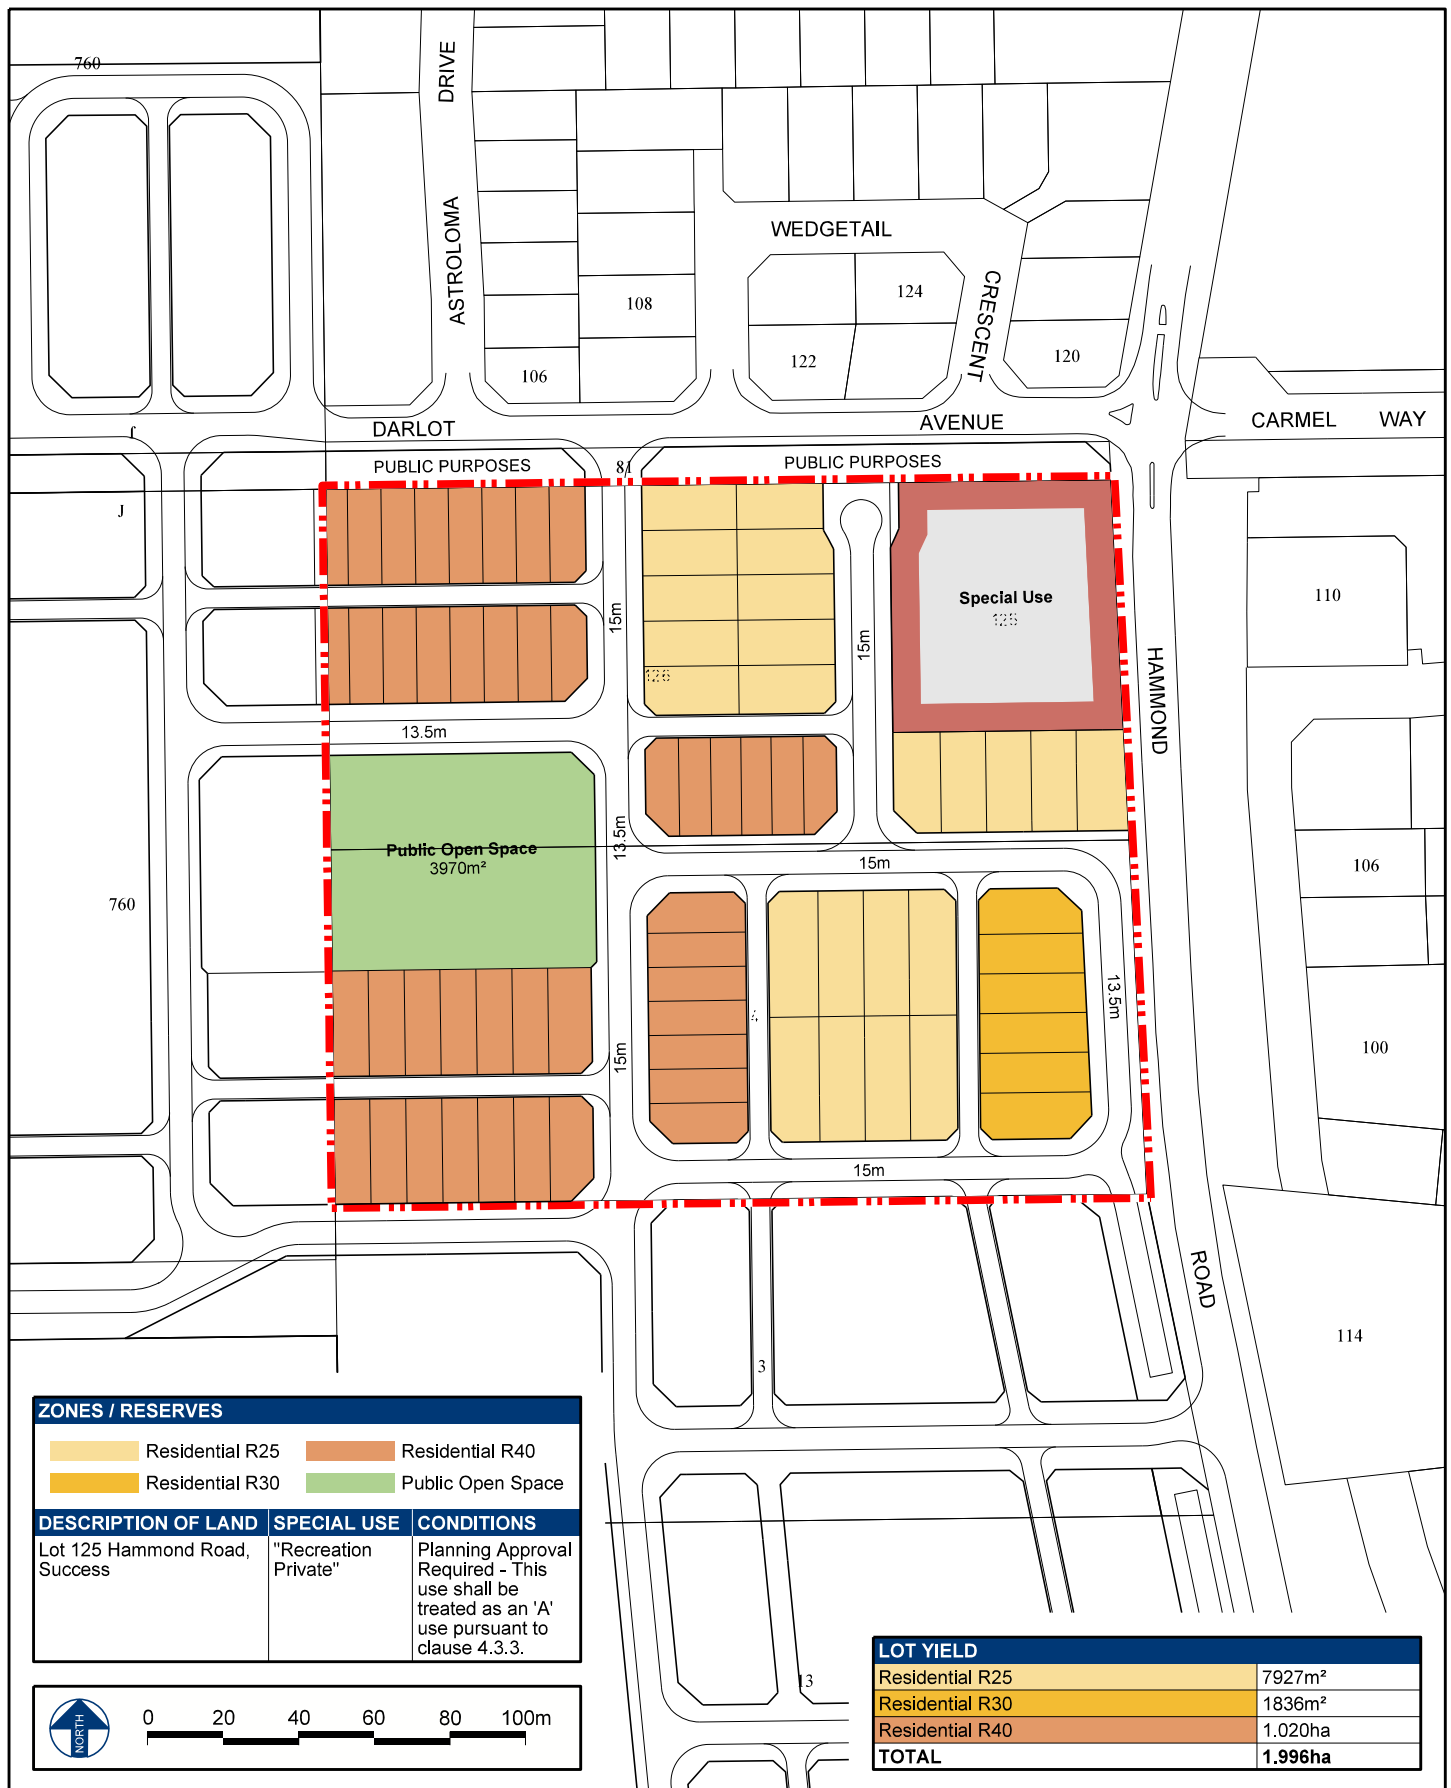 760
DRIVE
ASTROLOMA
WEDGETAIL
CRESCENT
108
124
122
106
120
DARLOT
AVENUE
CARMEL WAY
PUBLIC PURPOSES
81
PUBLIC PURPOSES
J
110
Special Use
125
15m
15m
126
HAMMOND
13.5m
13.5m
Public Open Space
3970m²
15m
106
760
13.5m
4
15m
100
15m
ROAD
114
3
13
ZONES / RESERVES
Residential R25
Residential R40
Residential R30
Public Open Space
DESCRIPTION OF LAND
SPECIAL USE
CONDITIONS
Lot 125 Hammond Road,
Success
"Recreation
Private"
Planning Approval
Required - This
use shall be
treated as an 'A'
use pursuant to
clause 4.3.3.
NORTH
0 20 40 60 80 100m
LOT YIELD
Residential R25 7927m²
Residential R30 1836m²
Residential R40 1.020ha
TOTAL 1.996ha